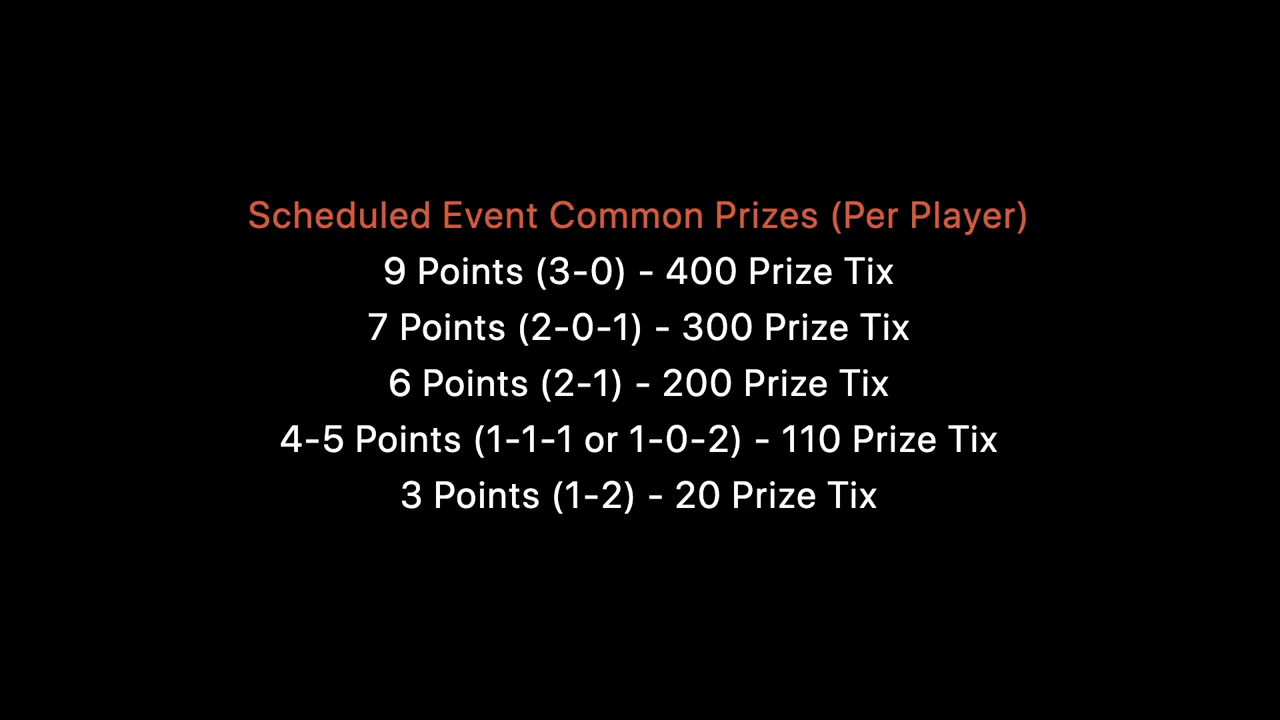 Scheduled Event Common Prizes (Per Player)
9 Points (3-0) - 400 Prize Tix
7 Points (2-0-1) - 300 Prize Tix
6 Points (2-1) - 200 Prize Tix
4-5 Points (1-1-1 or 1-0-2) - 110 Prize Tix
3 Points (1-2) - 20 Prize Tix